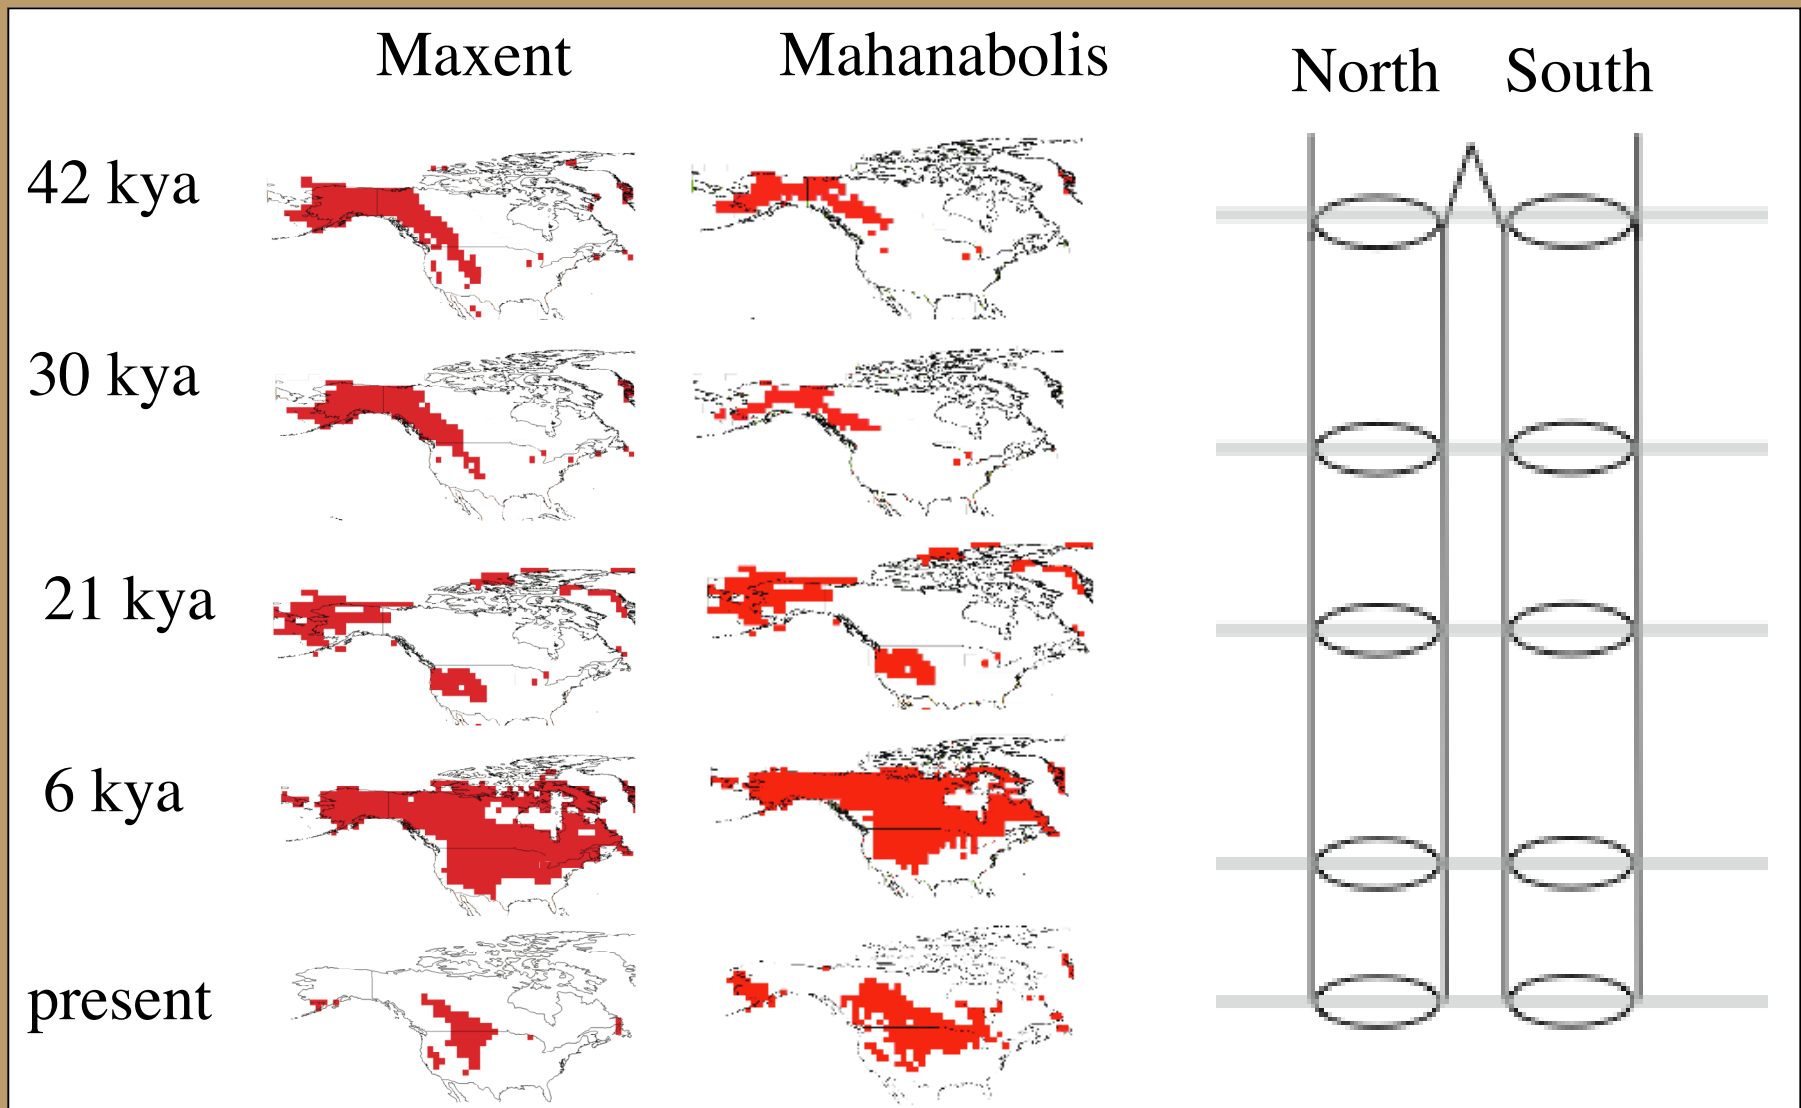 Maxent Mahanabolis North South
42 kya
30 kya
21 kya
6 kya
present